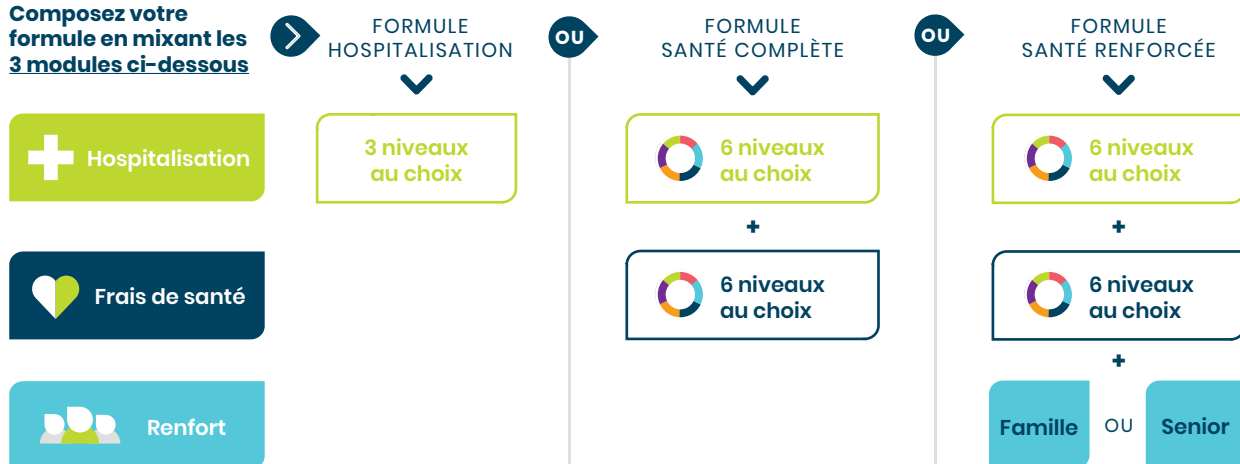 Composez votre
formule en mixant les
3 modules ci-dessous
FORMULE
HOSPITALISATION
OU
FORMULE
SANTÉ COMPLÈTE
OU
FORMULE
SANTÉ RENFORCÉE
Hospitalisation
3 niveaux
au choix
6 niveaux
au choix
6 niveaux
au choix
+
+
Frais de santé
6 niveaux
au choix
6 niveaux
au choix
+
Renfort
Famille OU Senior